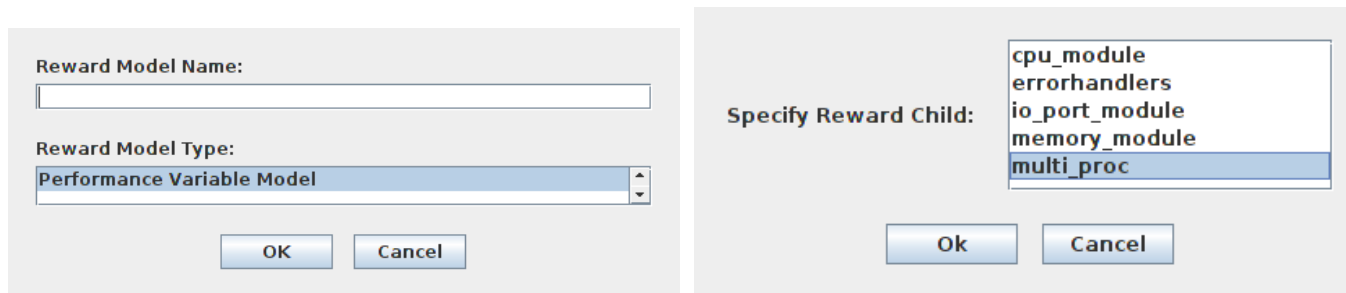 Reward Model Name:
Reward Model Type:
Performance Variable Model
OK
Cancel
Specify Reward Child:
cpu_module
errorhandlers
io_port_module
memory_module
multi_proc
Ok
Cancel